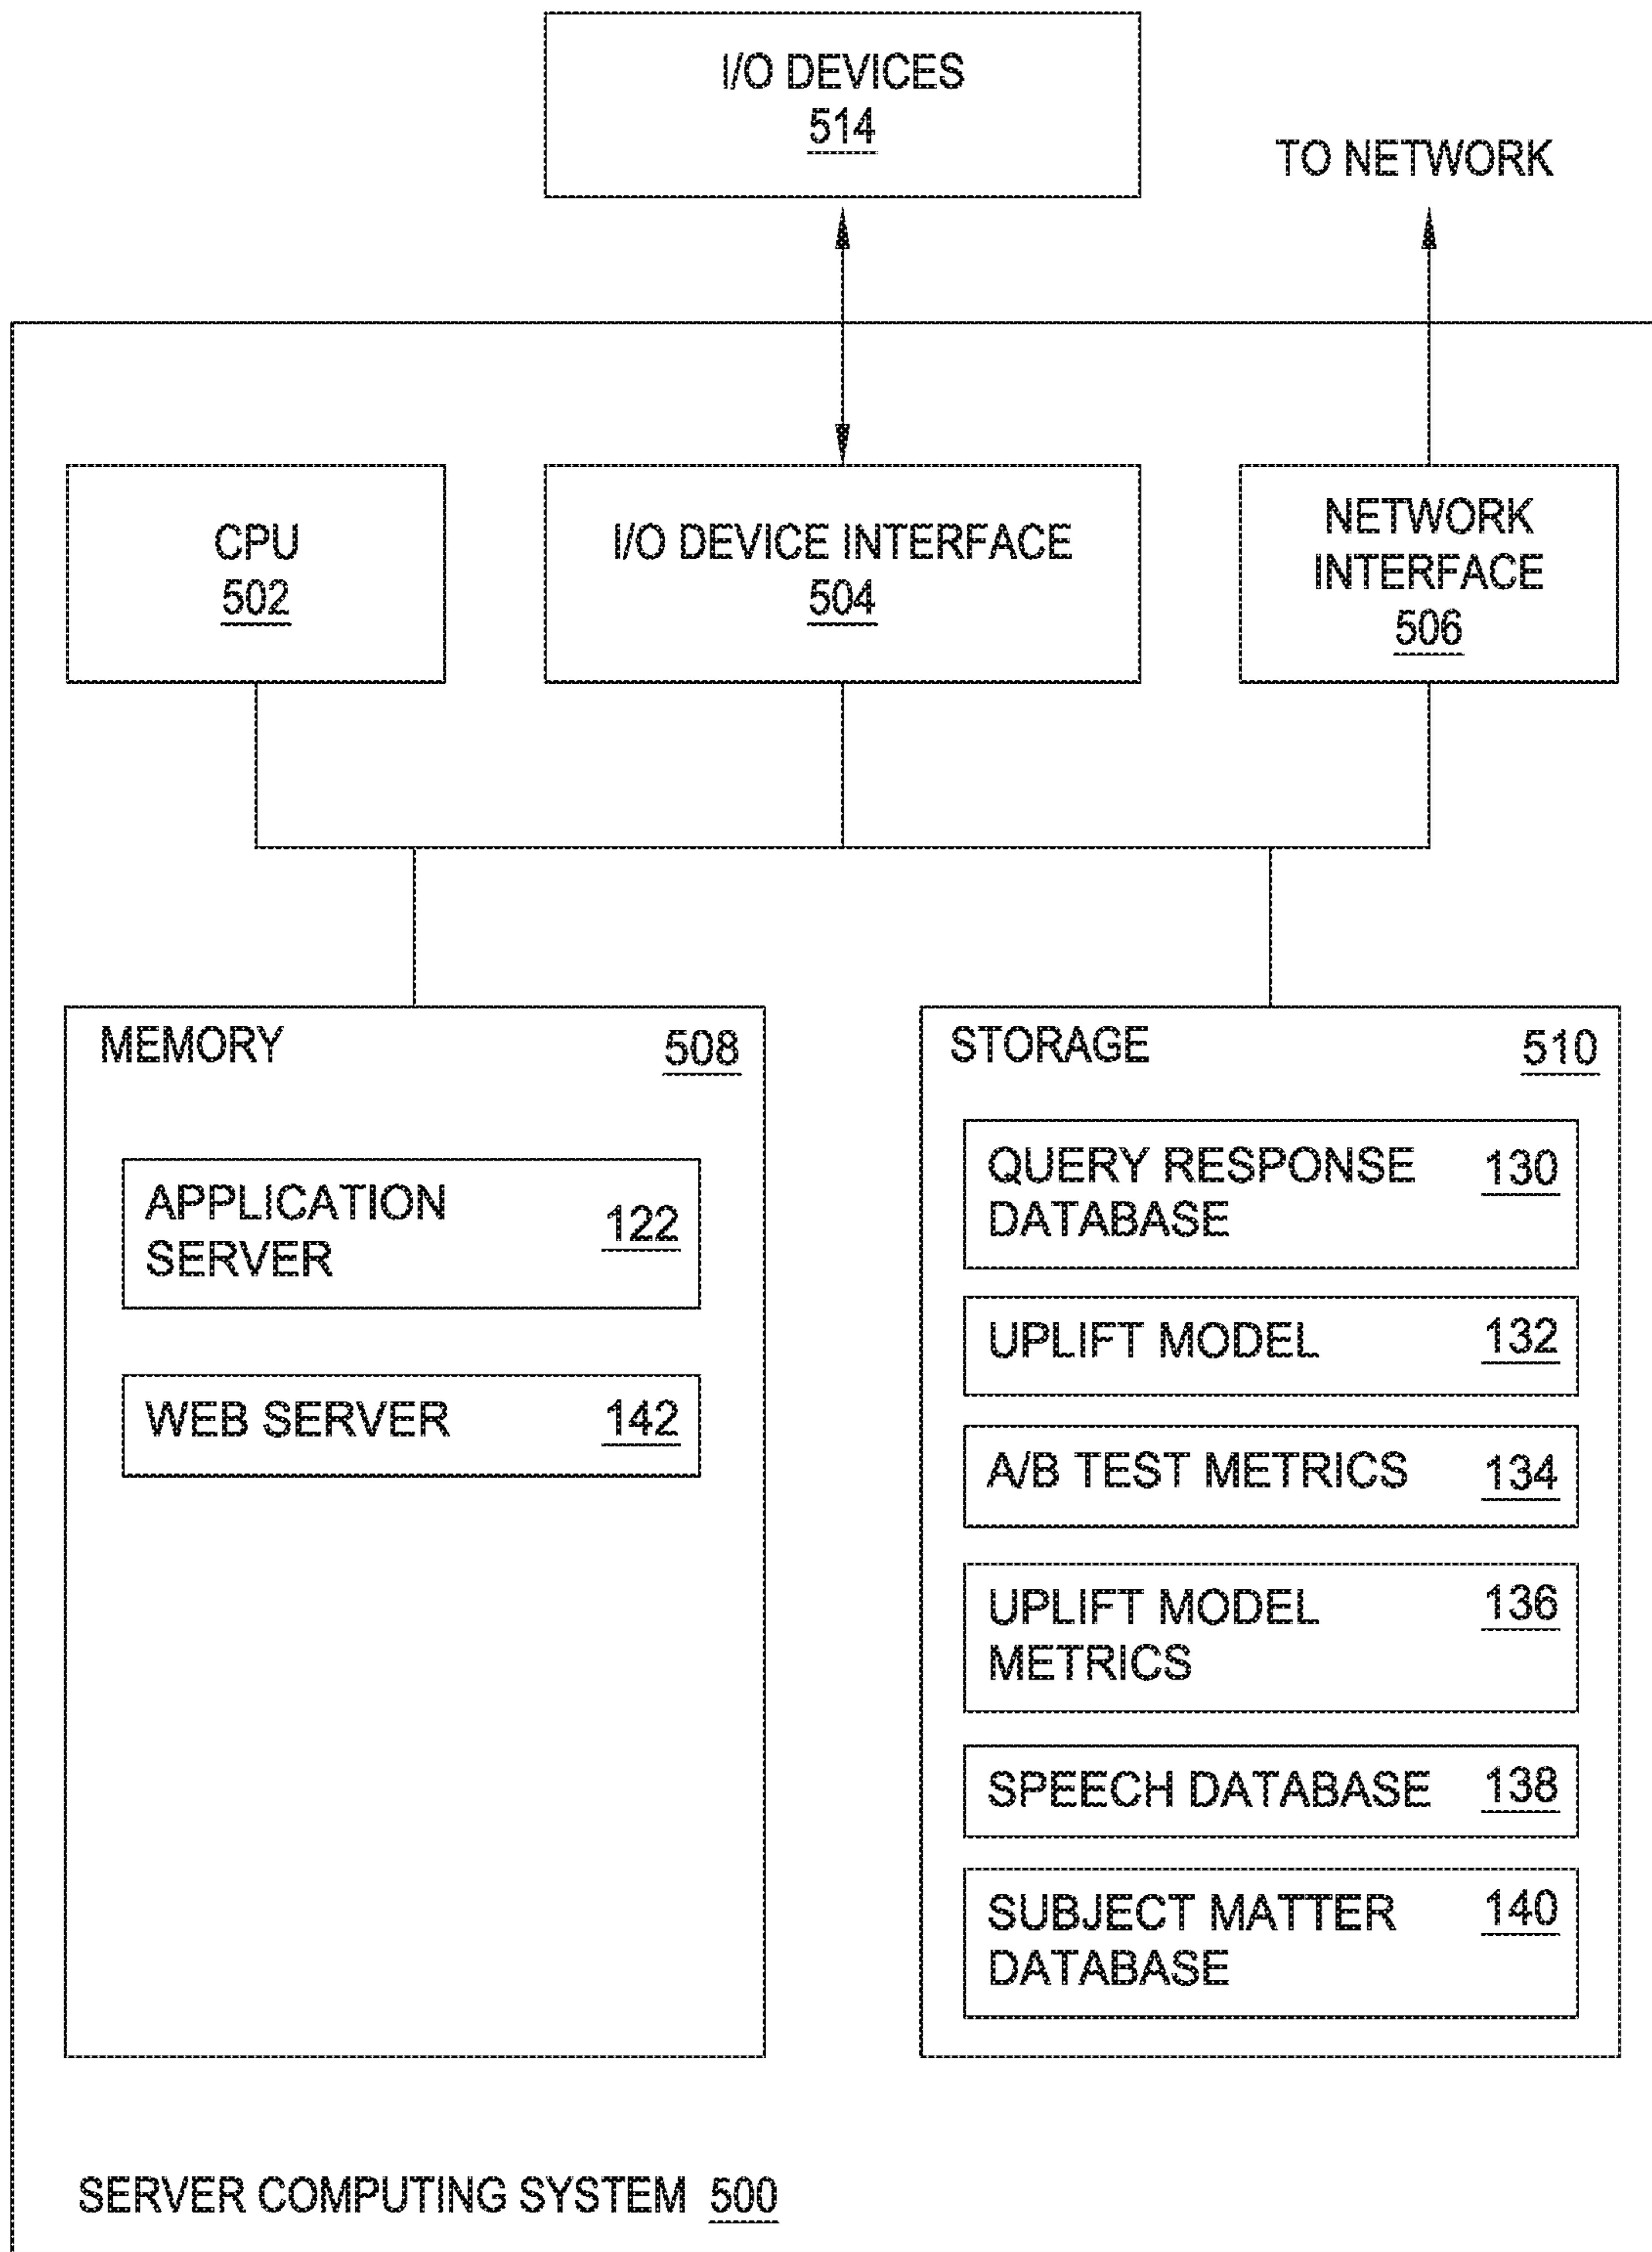 I/O DEVICES
514
TO NETWORK
CPU
502
I/O DEVICE INTERFACE
504
NETWORK
INTERFACE
506
MEMORY 508
APPLICATION
SERVER
122
WEB SERVER 142
STORAGE 510
QUERY RESPONSE 130
DATABASE
UPLIFT MODEL 132
A/B TEST METRICS 134
UPLIFT MODEL 136
METRICS
SPEECH DATABASE 138
SUBJECT MATTER 140
DATABASE
SERVER COMPUTING SYSTEM 500